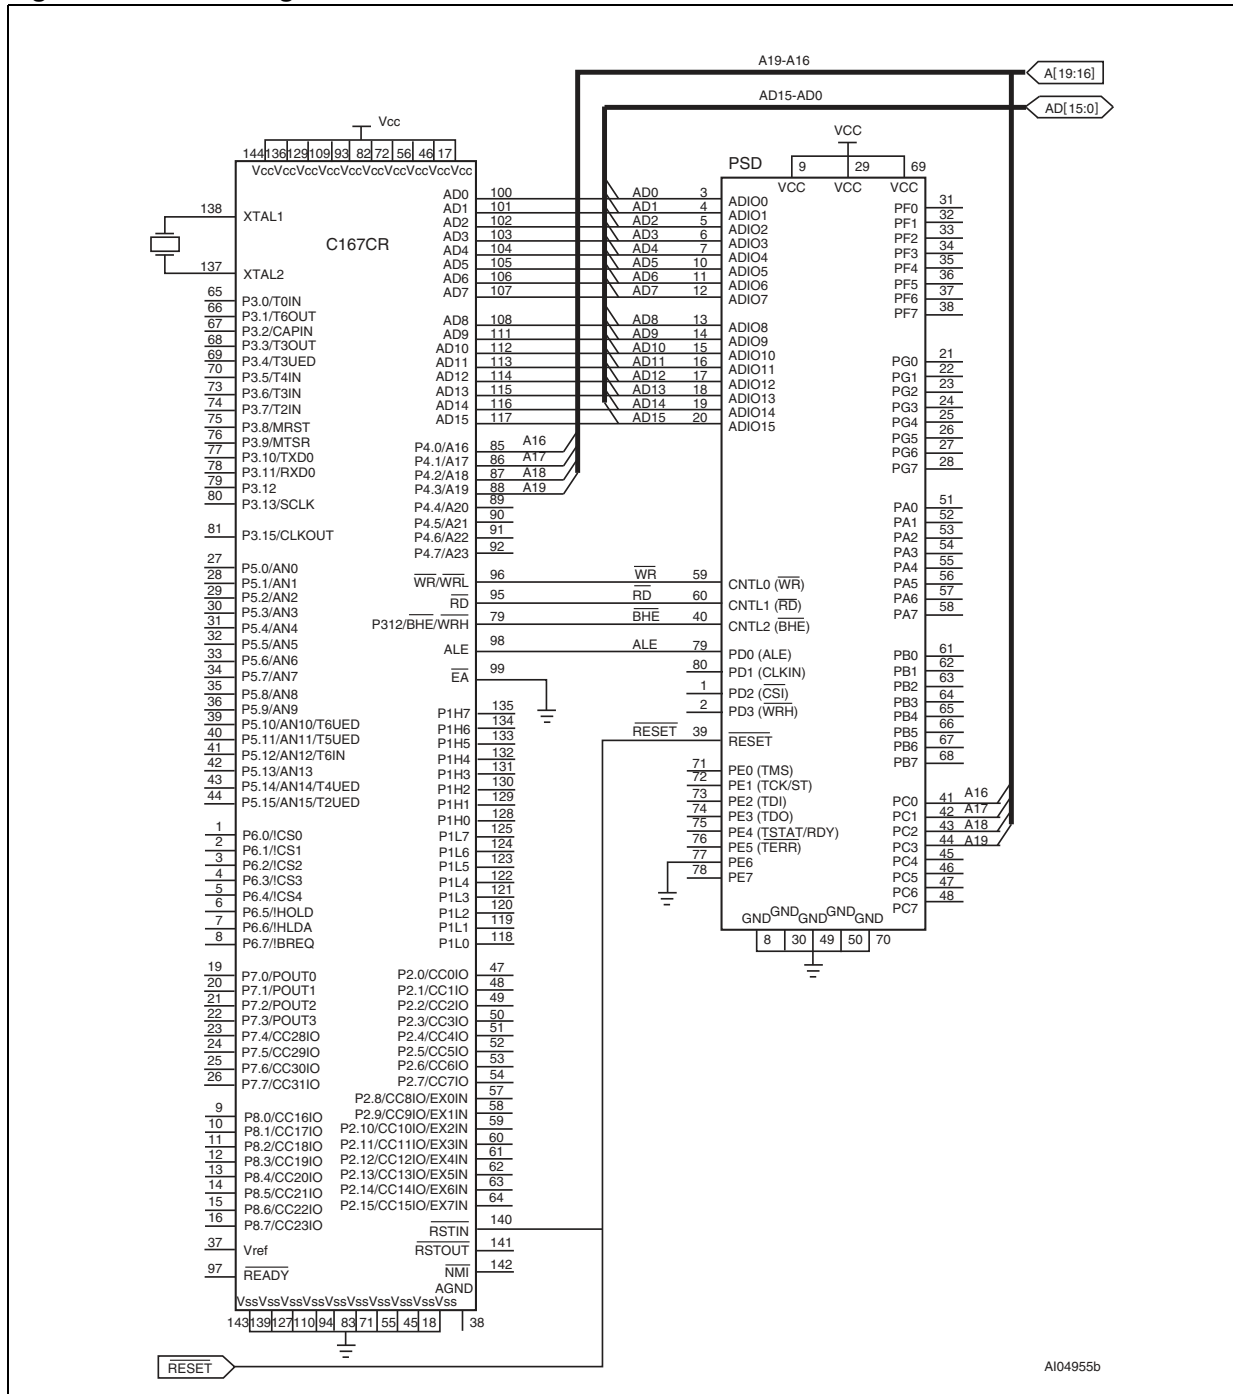 A19-A16
A[19:16]
AD15-AD0
AD[15:0]
Vcc
144 136 129 109 93 82 72 56 46 17
Vcc Vcc Vcc Vcc Vcc Vcc Vcc Vcc Vcc Vcc
C167CR
138 XTAL1
137 XTAL2
65 P3.0/T0IN
66 P3.1/T6OUT
67 P3.2/CAPIN
68 P3.3/T3OUT
69 P3.4/T3UED
70 P3.5/T4IN
73 P3.6/T3IN
74 P3.7/T2IN
75 P3.8/MRST
76 P3.9/MTSR
77 P3.10/TXD0
78 P3.11/RXD0
79 P3.12
80 P3.13/SCLK
81 P3.15/CLKOUT
27 P5.0/AN0
28 P5.1/AN1
29 P5.2/AN2
30 P5.3/AN3
31 P5.4/AN4
32 P5.5/AN5
33 P5.6/AN6
34 P5.7/AN7
35 P5.8/AN8
36 P5.9/AN9
39 P5.10/AN10/T6UED
40 P5.11/AN11/T5UED
41 P5.12/AN12/T6IN
42 P5.13/AN13
43 P5.14/AN14/T4UED
44 P5.15/AN15/T2UED
1 P6.0/!CS0
2 P6.1/!CS1
3 P6.2/!CS2
4 P6.3/!CS3
5 P6.4/!CS4
6 P6.5/!HOLD
7 P6.6/!HLDA
8 P6.7/!BREQ
19 P7.0/POUT0
20 P7.1/POUT1
21 P7.2/POUT2
22 P7.3/POUT3
23 P7.4/CC28IO
24 P7.5/CC29IO
25 P7.6/CC30IO
26 P7.7/CC31IO
9 P8.0/CC16IO
10 P8.1/CC17IO
11 P8.2/CC18IO
12 P8.3/CC19IO
13 P8.4/CC20IO
14 P8.5/CC21IO
15 P8.6/CC22IO
16 P8.7/CC23IO
37 Vref
97 READY
AD0 100 AD0 3 ADIO0
AD1 101 AD1 4 ADIO1
AD2 102 AD2 5 ADIO2
AD3 103 AD3 6 ADIO3
AD4 104 AD4 7 ADIO4
AD5 105 AD5 10 ADIO5
AD6 106 AD6 11 ADIO6
AD7 107 AD7 12 ADIO7
AD8 108 AD8 13 ADIO8
AD9 111 AD9 14 ADIO9
AD10 112 AD10 15 ADIO10
AD11 113 AD11 16 ADIO11
AD12 114 AD12 17 ADIO12
AD13 115 AD13 18 ADIO13
AD14 116 AD14 19 ADIO14
AD15 117 AD15 20 ADIO15
P4.0/A16 85 A16
P4.1/A17 86 A17
P4.2/A18 87 A18
P4.3/A19 88 A19
P4.4/A20 89
P4.5/A21 90
P4.6/A22 91
P4.7/A23 92
WR/WRL 96 WR 59 CNTL0 (WR)
RD 95 RD 60 CNTL1 (RD)
P312/BHE/WRH 79 BHE 40 CNTL2 (BHE)
ALE 98 ALE 79 PD0 (ALE)
EA 99
80 PD1 (CLKIN)
1 PD2 (CSI)
2 PD3 (WRH)
RESET 39 RESET
71 PE0 (TMS)
72 PE1 (TCK/ST)
73 PE2 (TDI)
74 PE3 (TDO)
75 PE4 (TSTAT/RDY)
76 PE5 (TERR)
77 PE6
78 PE7
P1H7 135
P1H6 134
P1H5 133
P1H4 132
P1H3 131
P1H2 130
P1H1 129
P1H0 128
P1L7 125
P1L6 124
P1L5 123
P1L4 122
P1L3 121
P1L2 120
P1L1 119
P1L0 118
P2.0/CC0IO 47
P2.1/CC1IO 48
P2.2/CC2IO 49
P2.3/CC3IO 50
P2.4/CC4IO 51
P2.5/CC5IO 52
P2.6/CC6IO 53
P2.7/CC7IO 54
P2.8/CC8IO/EX0IN 57
P2.9/CC9IO/EX1IN 58
P2.10/CC10IO/EX2IN 59
P2.11/CC11IO/EX3IN 60
P2.12/CC12IO/EX4IN 61
P2.13/CC13IO/EX5IN 62
P2.14/CC14IO/EX6IN 63
P2.15/CC15IO/EX7IN 64
RSTIN 140
RSTOUT 141
NMI 142
AGND
Vss Vss Vss Vss Vss Vss Vss Vss Vss Vss
143 139 127 110 94 83 71 55 45 18 38
RESET
VCC
PSD
9 29 69
VCC VCC VCC
PF0 31
PF1 32
PF2 33
PF3 34
PF4 35
PF5 36
PF6 37
PF7 38
PG0 21
PG1 22
PG2 23
PG3 24
PG4 25
PG5 26
PG6 27
PG7 28
PA0 51
PA1 52
PA2 53
PA3 54
PA4 55
PA5 56
PA6 57
PA7 58
PB0 61
PB1 62
PB2 63
PB3 64
PB4 65
PB5 66
PB6 67
PB7 68
PC0 41 A16
PC1 42 A17
PC2 43 A18
PC3 44 A19
PC4 45
PC5 46
PC6 47
PC7 48
GND GND GND GND GND
8 30 49 50 70
AI04955b